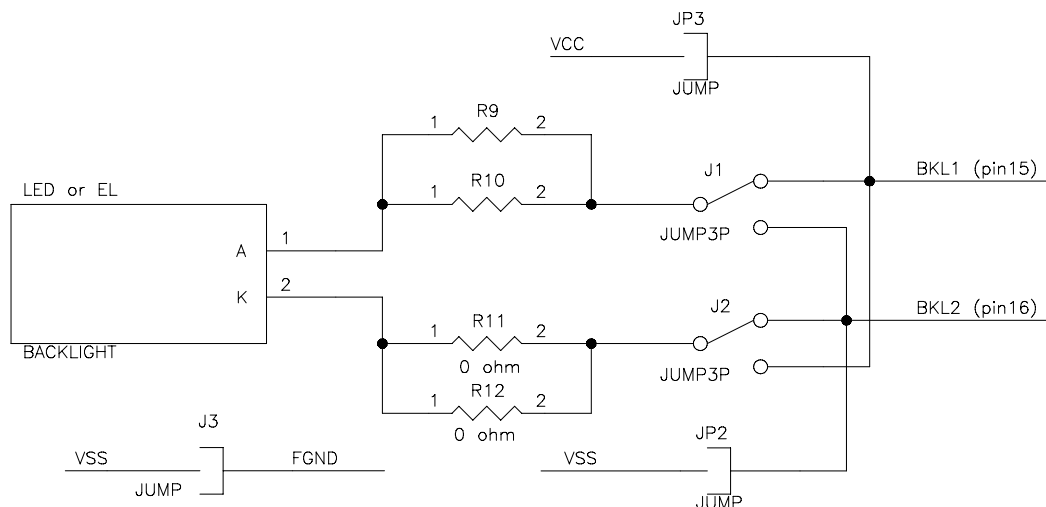 JP3
VCC
JUMP
R9
1 2
LED or EL
R10
1 2
J1
BKL1 (pin15)
A 1
JUMP3P
K 2
J2
BKL2 (pin16)
R11
1 2
BACKLIGHT
0 ohm
JUMP3P
R12
1 2
0 ohm
J3
JP2
VSS FGND
VSS
JUMP
JUMP